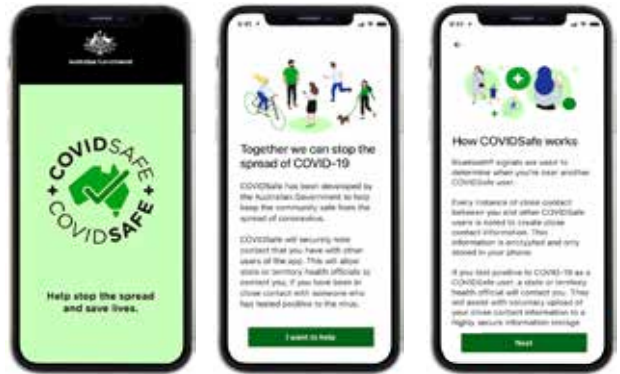 Australian Government
COVIDSAFE
COVIDSAFE
Help stop the spread
and save lives.
Together we can stop the
spread of COVID-19
COVIDSafe has been developed by
the Australian Government to help
keep the community safe from the
spread of coronavirus.
COVIDSafe will securely note
contact that you have with other
users of the app. This will allow
state or territory health officials to
contact you, if you have been in
close contact with someone who
has tested positive to the virus.
I want to help
How COVIDSafe works
Bluetooth® signals are used to
determine when you're near another
COVIDSafe user.
Every instance of close contact
between you and other COVIDSafe
users is noted to create close
contact information. This
information is encrypted and only
stored in your phone.
If you test positive to COVID-19 as a
COVIDSafe user, a state or territory
health official will contact you. They
will assist with voluntary upload of
your close contact information to a
highly secure information storage
Next